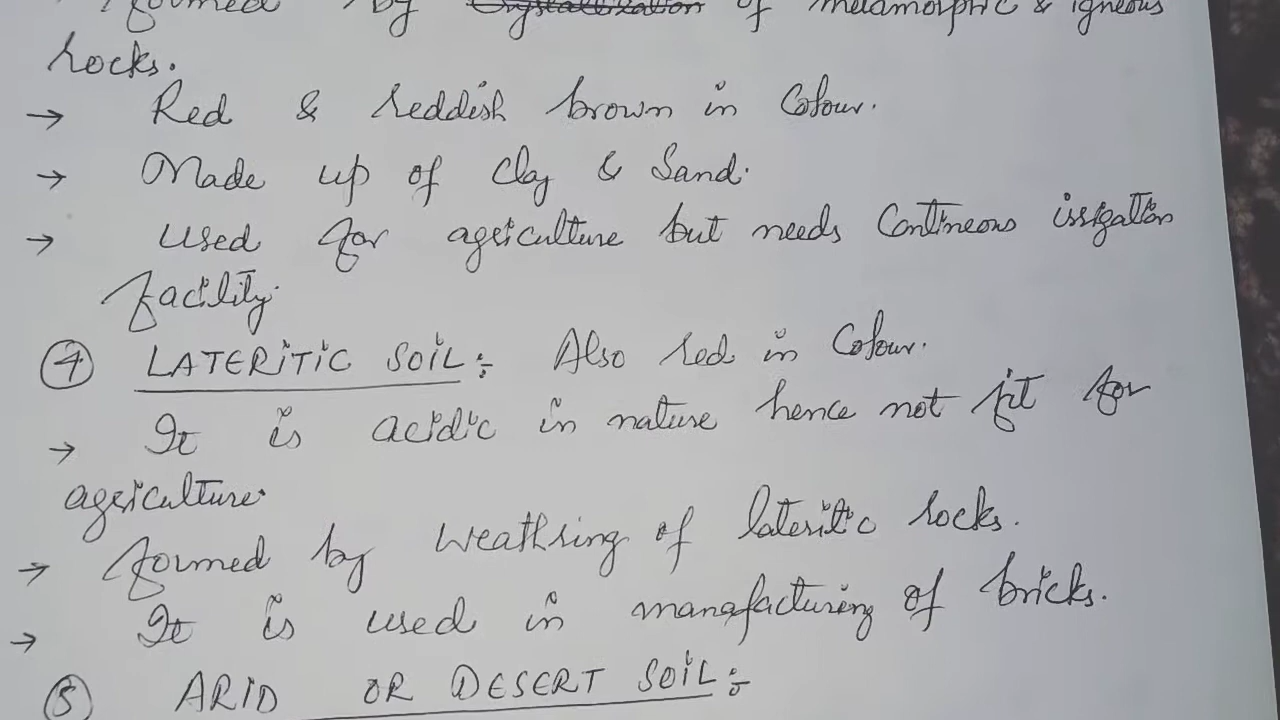 formed by Crystallization of metamorphic & igneous
rocks.
→ Red & reddish brown in Colour.
→ Made up of Clay & Sand.
→ Used for agriculture but needs Contineous irrigation
facility.
④ LATERITIC SOIL:- Also red in Colour.
→ It is acidic in nature hence not fit for
agriculture.
→ formed by weathring of lateritic rocks.
→ It is used in manafacturing of bricks.
⑤ ARID OR DESERT SOIL:-